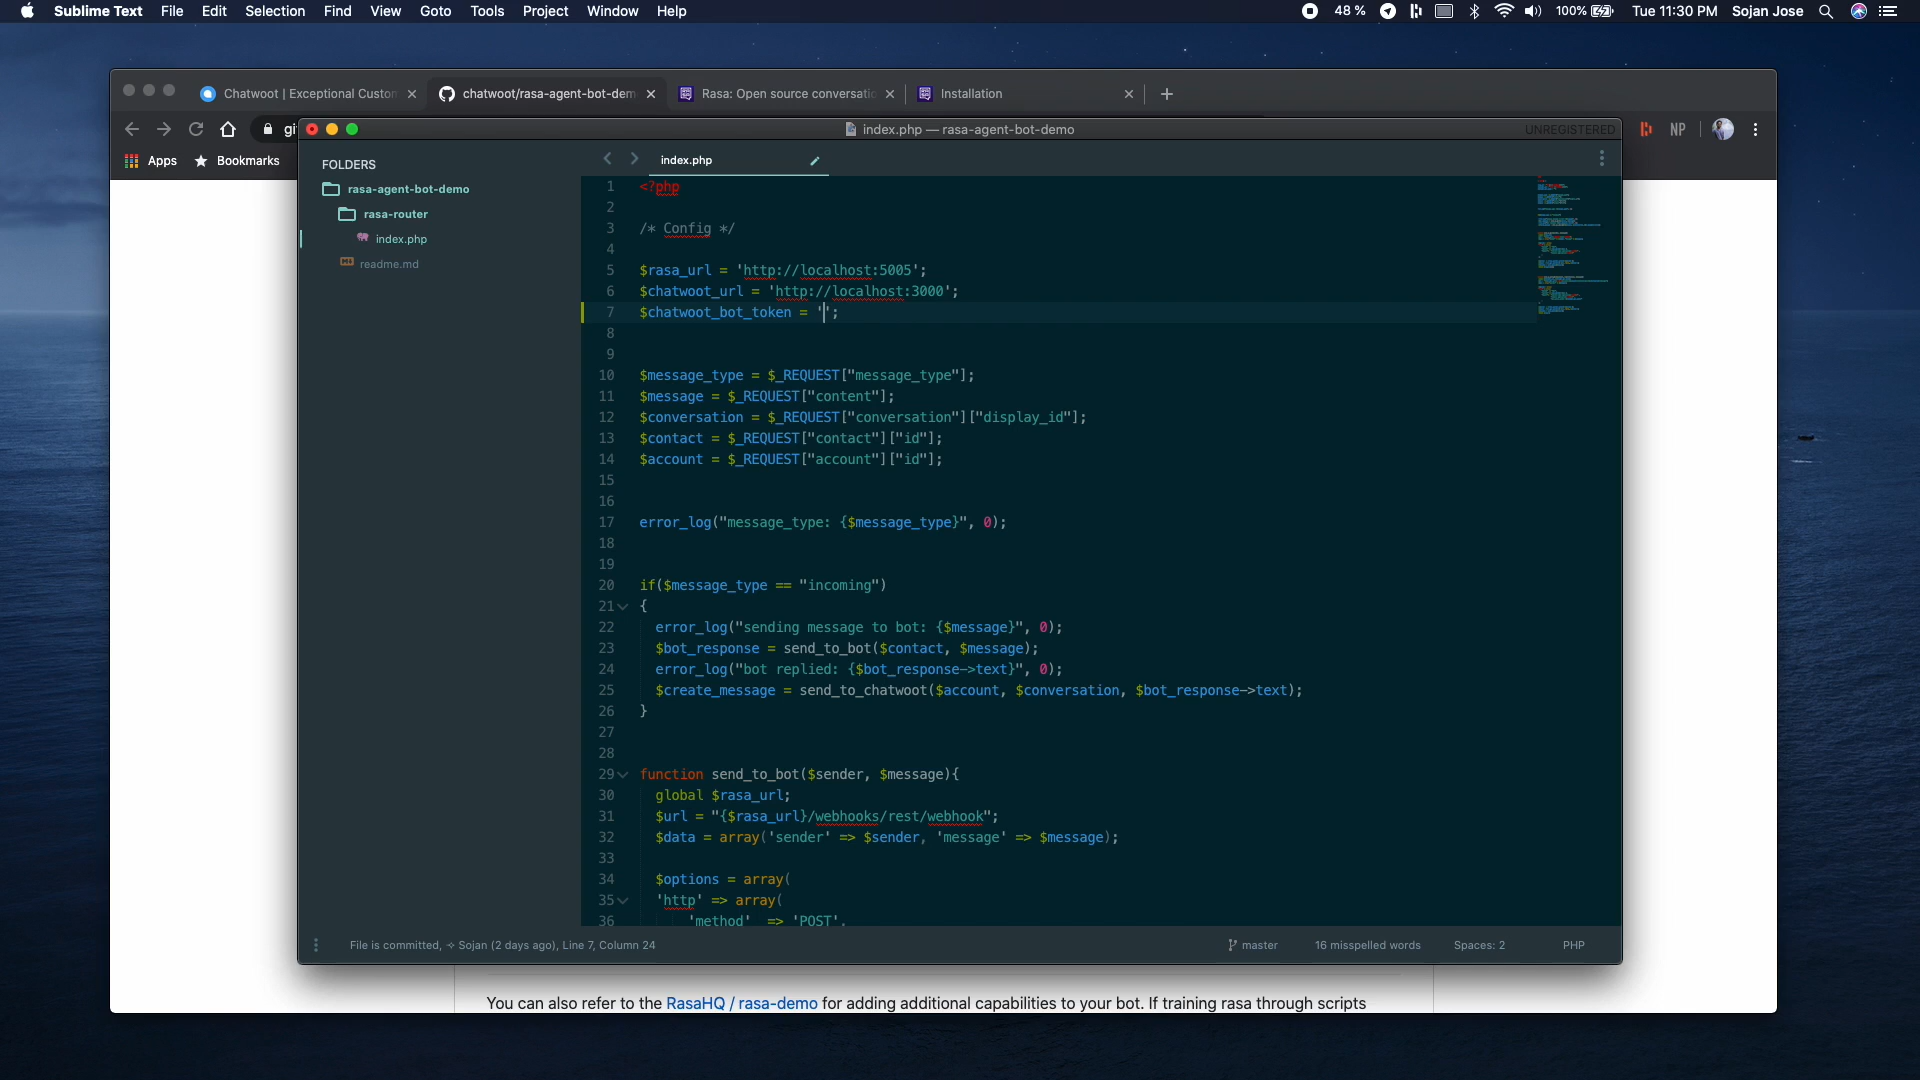 Sublime Text File Edit Selection Find View Goto Tools Project Window Help 48 % 100% Tue 11:30 PM Sojan Jose
Chatwoot | Exceptional Custon
chatwoot/rasa-agent-bot-dem
Rasa: Open source conversatio
Installation
gi
index.php — rasa-agent-bot-demo
UNREGISTERED
NP
Apps Bookmarks
FOLDERS
rasa-agent-bot-demo
rasa-router
index.php
readme.md
index.php
1 <?php
2
3 /* Config */
4
5 $rasa_url = 'http://localhost:5005';
6 $chatwoot_url = 'http://localhost:3000';
7 $chatwoot_bot_token = '';
8
9
10 $message_type = $_REQUEST["message_type"];
11 $message = $_REQUEST["content"];
12 $conversation = $_REQUEST["conversation"]["display_id"];
13 $contact = $_REQUEST["contact"]["id"];
14 $account = $_REQUEST["account"]["id"];
15
16
17 error_log("message_type: {$message_type}", 0);
18
19
20 if($message_type == "incoming")
21 {
22 error_log("sending message to bot: {$message}", 0);
23 $bot_response = send_to_bot($contact, $message);
24 error_log("bot replied: {$bot_response->text}", 0);
25 $create_message = send_to_chatwoot($account, $conversation, $bot_response->text);
26 }
27
28
29 function send_to_bot($sender, $message){
30 global $rasa_url;
31 $url = "{$rasa_url}/webhooks/rest/webhook";
32 $data = array('sender' => $sender, 'message' => $message);
33
34 $options = array(
35 'http' => array(
36 'method' => 'POST',
File is committed, Sojan (2 days ago), Line 7, Column 24
master 16 misspelled words Spaces: 2 PHP
You can also refer to the RasaHQ / rasa-demo for adding additional capabilities to your bot. If training rasa through scripts